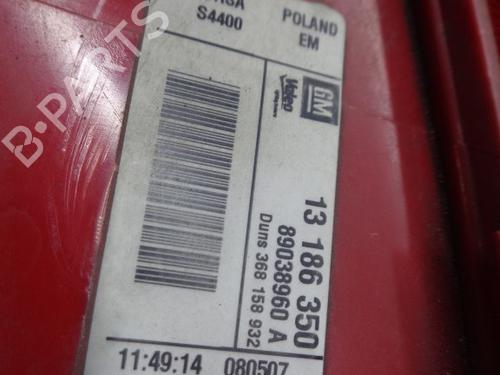 S4400
POLAND
EM
GM
Valeo
13 186 350
89038960 A
Duns 368 158 932
11:49:14
080507
B-PARTS